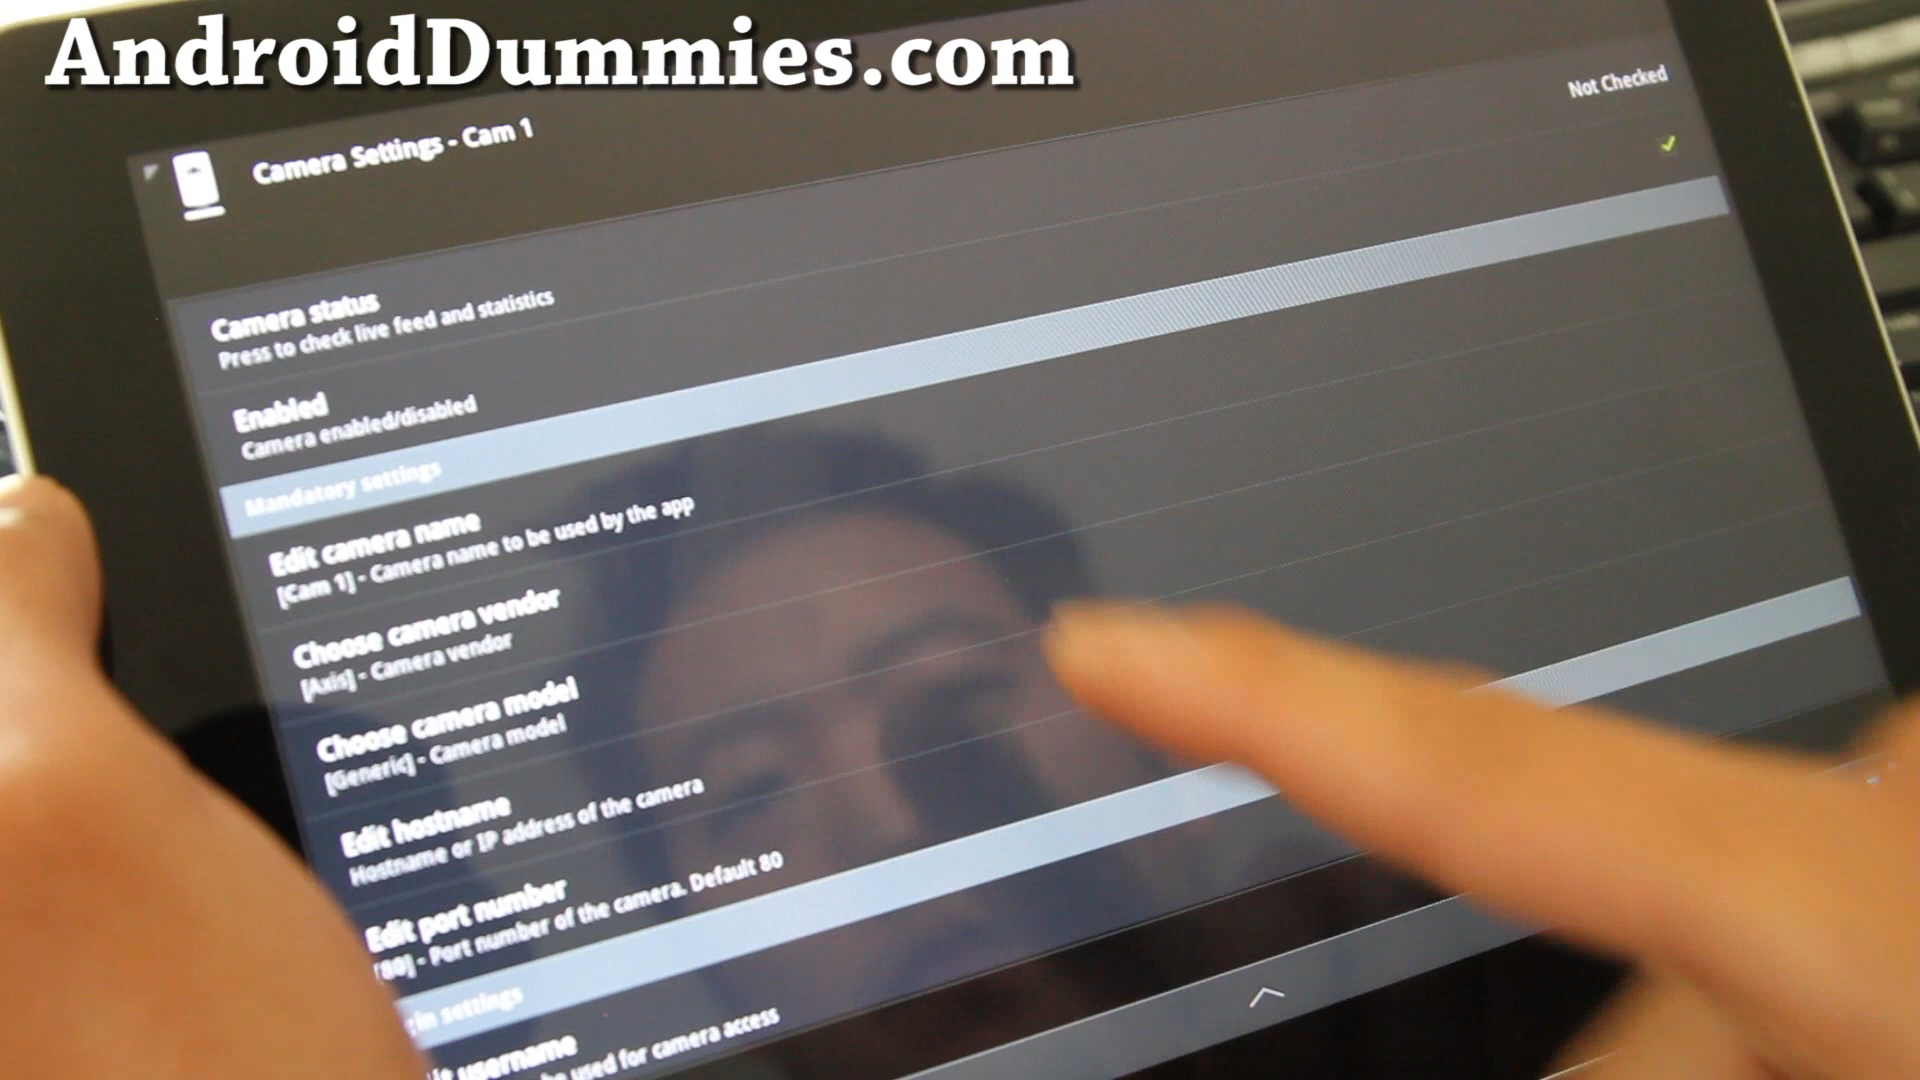 AndroidDummies.com
Camera Settings - Cam 1
Camera status
Press to check live feed and statistics
Not Checked
Enabled
Camera enabled/disabled
Mandatory settings
Edit camera name
[Cam 1] - Camera name to be used by the app
Choose camera vendor
[Axis] - Camera vendor
Choose camera model
[Generic] - Camera model
Edit hostname
Hostname or IP address of the camera
Edit port number
[80] - Port number of the camera. Default 80
settings
username
be used for camera access